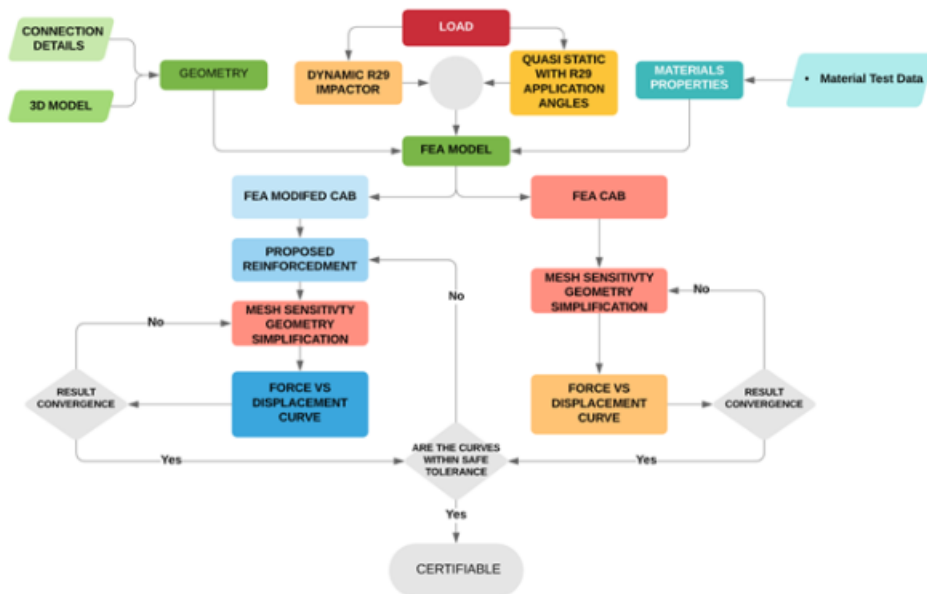 CONNECTION
DETAILS
3D MODEL
GEOMETRY
LOAD
DYNAMIC R29
IMPACTOR
QUASI STATIC
WITH R29
APPLICATION
ANGLES
MATERIALS
PROPERTIES
• Material Test Data
FEA MODEL
FEA MODIFED CAB
FEA CAB
PROPOSED
REINFORCEDMENT
MESH SENSITIVTY
GEOMETRY
SIMPLIFICATION
No
No
MESH SENSITIVTY
GEOMETRY
SIMPLIFICATION
No
RESULT
CONVERGENCE
FORCE VS
DISPLACEMENT
CURVE
FORCE VS
DISPLACEMENT
CURVE
RESULT
CONVERGENCE
Yes
ARE THE CURVES
WITHIN SAFE
TOLERANCE
Yes
Yes
CERTIFIABLE